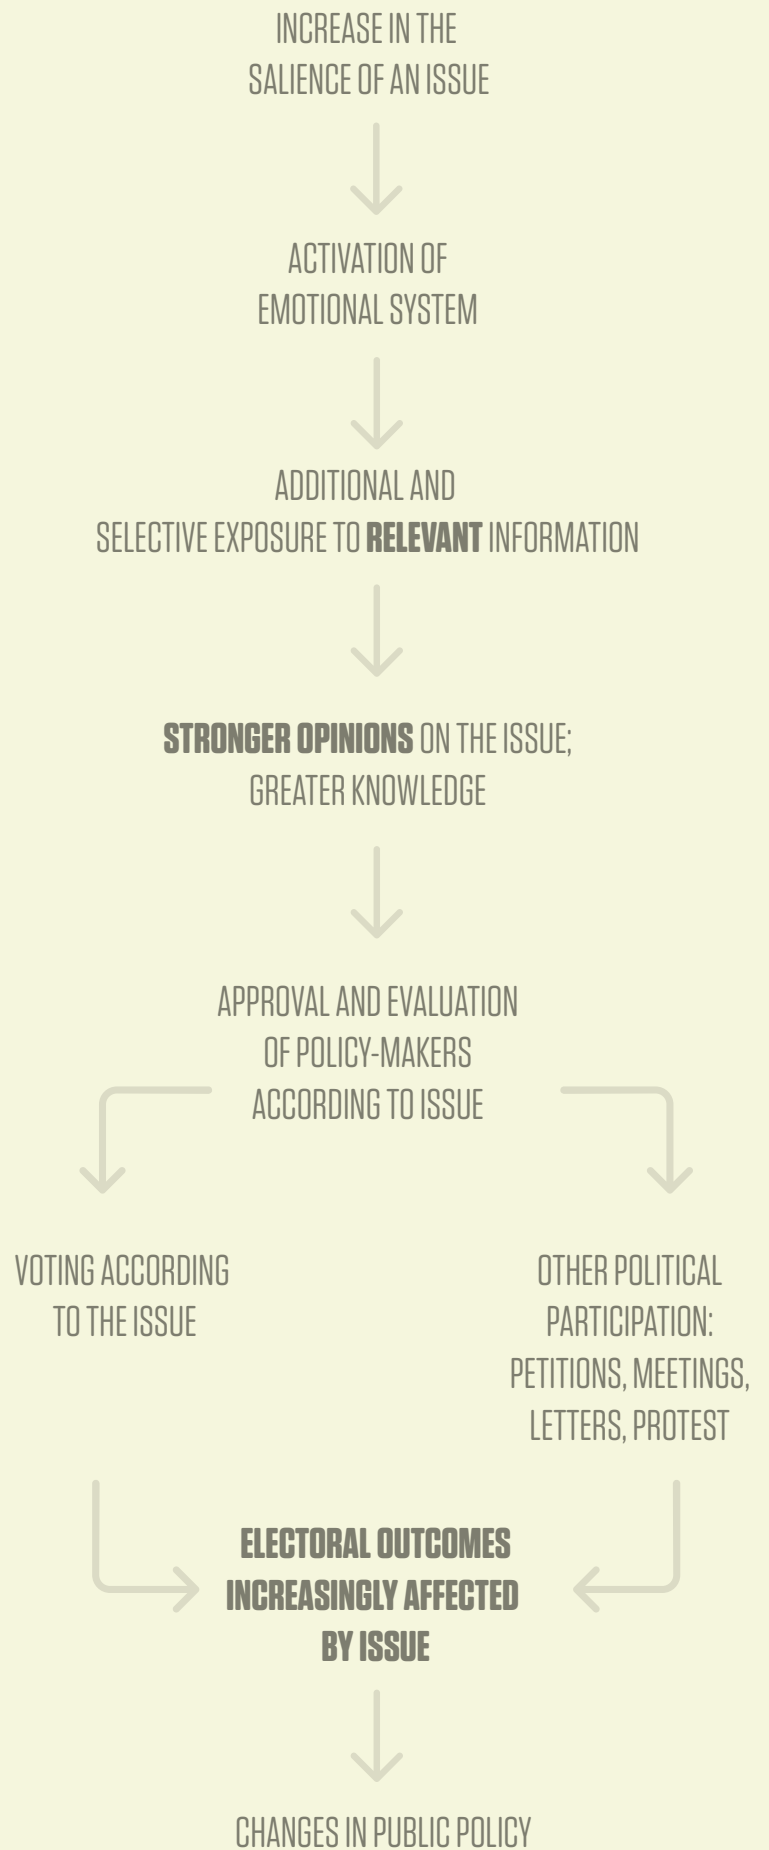 INCREASE IN THE
SALIENCE OF AN ISSUE
ACTIVATION OF
EMOTIONAL SYSTEM
ADDITIONAL AND
SELECTIVE EXPOSURE TO RELEVANT INFORMATION
STRONGER OPINIONS ON THE ISSUE;
GREATER KNOWLEDGE
APPROVAL AND EVALUATION
OF POLICY-MAKERS
ACCORDING TO ISSUE
VOTING ACCORDING
TO THE ISSUE
OTHER POLITICAL
PARTICIPATION:
PETITIONS, MEETINGS,
LETTERS, PROTEST
ELECTORAL OUTCOMES
INCREASINGLY AFFECTED
BY ISSUE
CHANGES IN PUBLIC POLICY